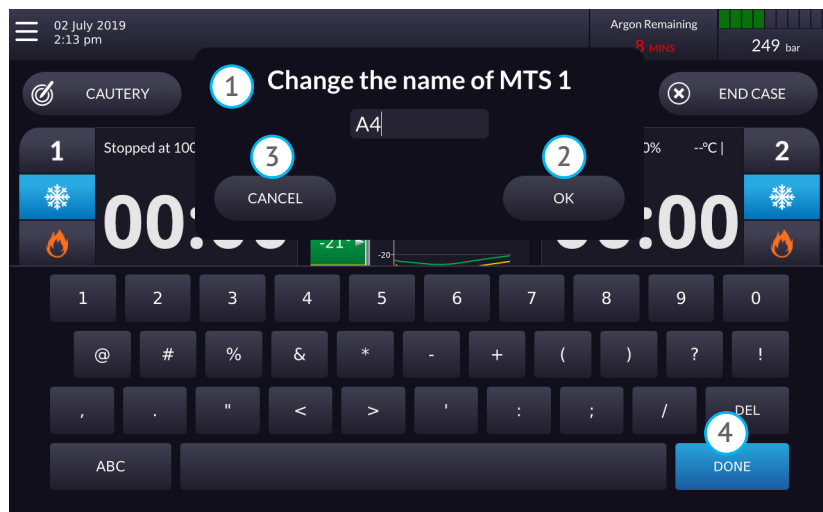 02 July 2019
2:13 pm
Argon Remaining
8 MINS
249 bar
1
Change the name of MTS 1
CAUTERY
END CASE
A4
1
Stopped at 100
3
2
0%
--°C |
2
CANCEL
OK
00:
:00
-21°
-20
1 2 3 4 5 6 7 8 9 0
@ # % & * - + ( ) ? !
, . " < > ' : ; / DEL
4
ABC
DONE